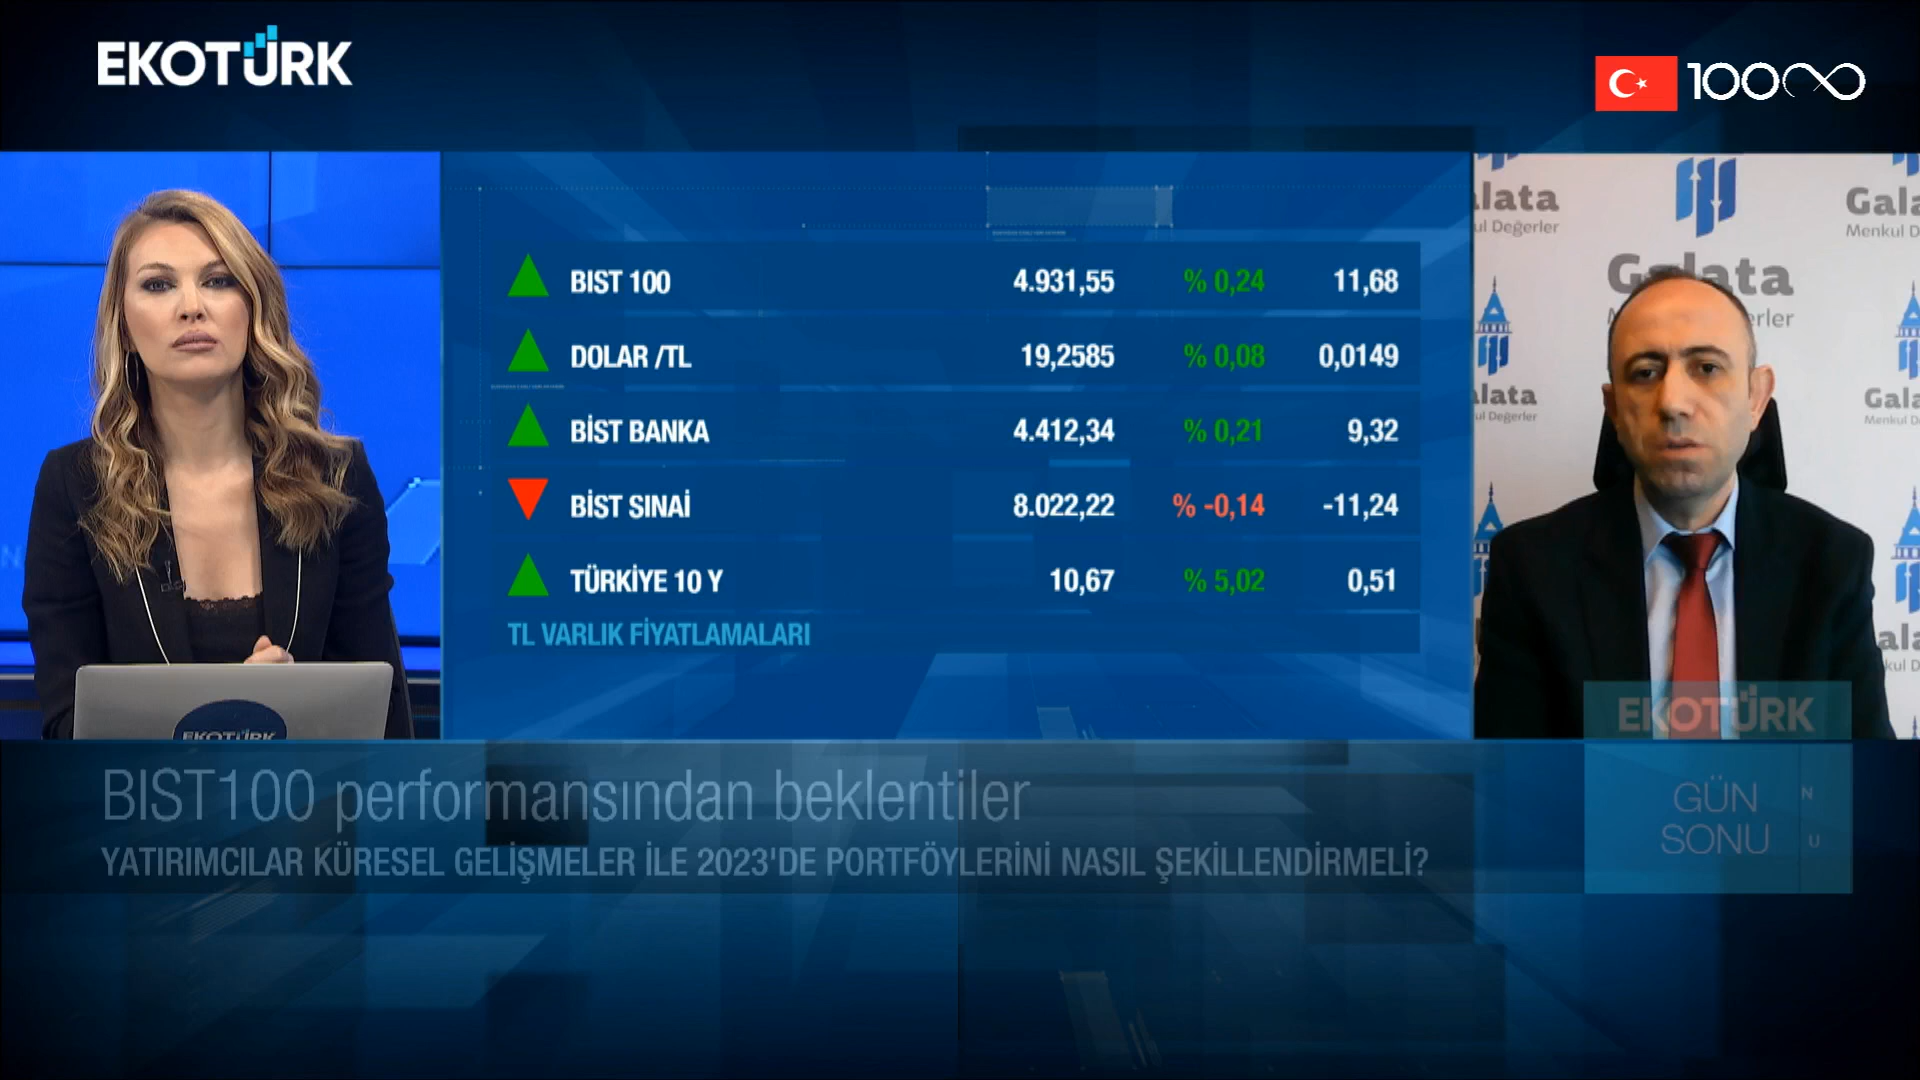 EKOTÜRK
100
BIST 100 4.931,55 % 0,24 11,68
DOLAR /TL 19,2585 % 0,08 0,0149
BİST BANKA 4.412,34 % 0,21 9,32
BİST SINAİ 8.022,22 % -0,14 -11,24
TÜRKİYE 10 Y 10,67 % 5,02 0,51
TL VARLIK FİYATLAMALARI
EKOTÜRK
Galata
Menkul Değerler
EKOTÜRK
BIST100 performansından beklentiler
YATIRIMCILAR KÜRESEL GELİŞMELER İLE 2023'DE PORTFÖYLERİNİ NASIL ŞEKİLLENDİRMELİ?
GÜN
SONU